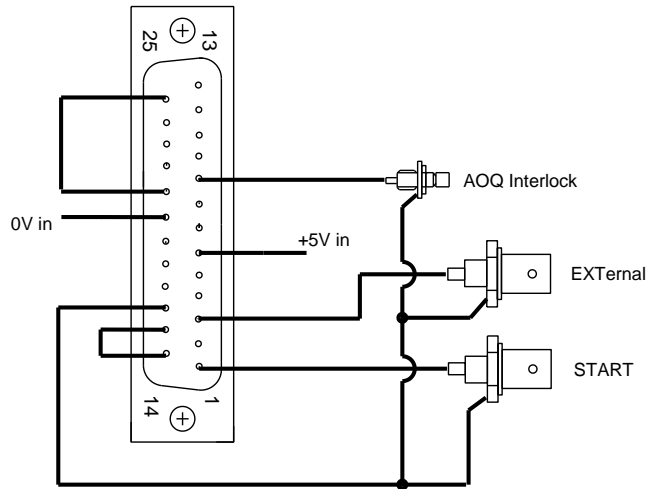 25
13
AOQ Interlock
0V in
+5V in
EXTernal
START
14
1